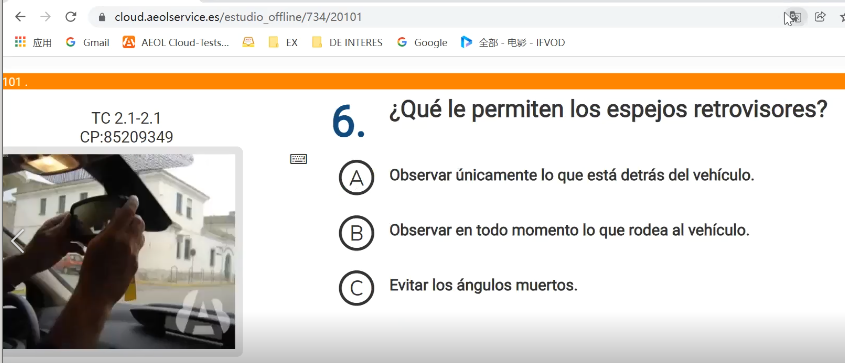 cloud.aeolservice.es/estudio_offline/734/20101
应用 Gmail AEOL Cloud-Tests... EX DE INTERES Google 全部 - 电影 - IFVOD
101 .
TC 2.1-2.1
CP:85209349
6. ¿Qué le permiten los espejos retrovisores?
A Observar únicamente lo que está detrás del vehículo.
B Observar en todo momento lo que rodea al vehículo.
C Evitar los ángulos muertos.